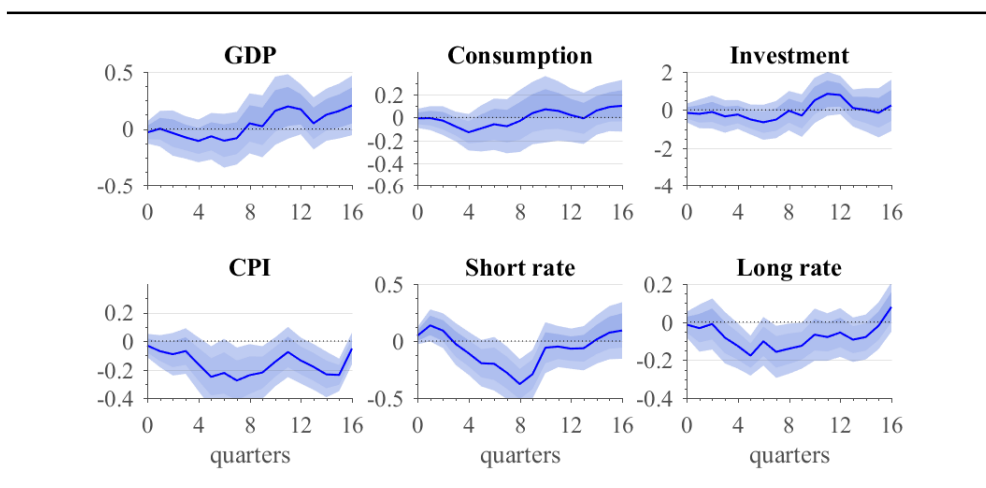 GDP Consumption Investment
0.5 0.2 2
0 0 0
-0.2 -2
-0.4
-0.5 -0.6 -4
0 4 8 12 16 0 4 8 12 16 0 4 8 12 16
CPI Short rate Long rate
0.5 0.2
0.2
0 0 0
-0.2 -0.2
-0.4 -0.5 -0.4
0 4 8 12 16 0 4 8 12 16 0 4 8 12 16
quarters quarters quarters